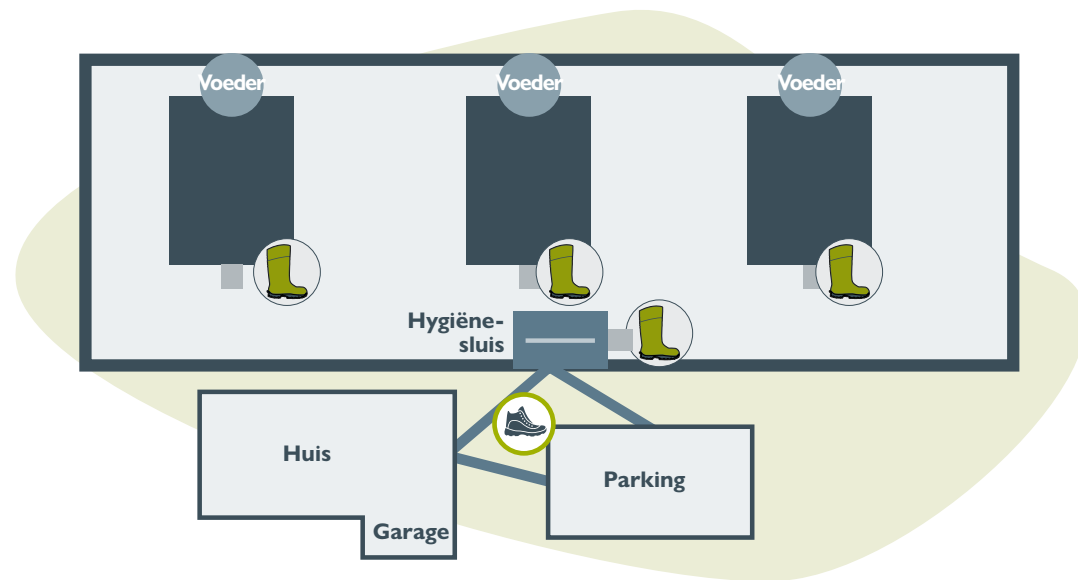 Voeder
Voeder
Voeder
Hygiëne-
sluis
Huis
Parking
Garage